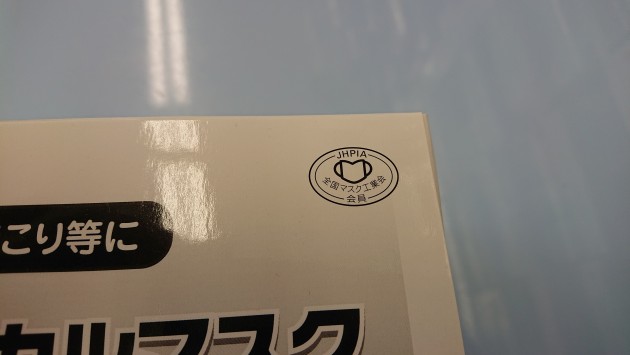 JHPIA
全国マスク工業会
会員
こり等に
カルマスク